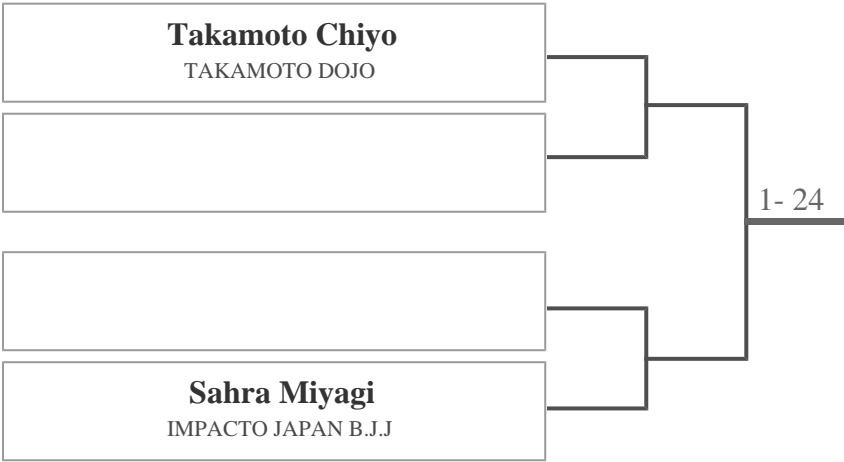 Takamoto Chiyo
TAKAMOTO DOJO
1- 24
Sahra Miyagi
IMPACTO JAPAN B.J.J